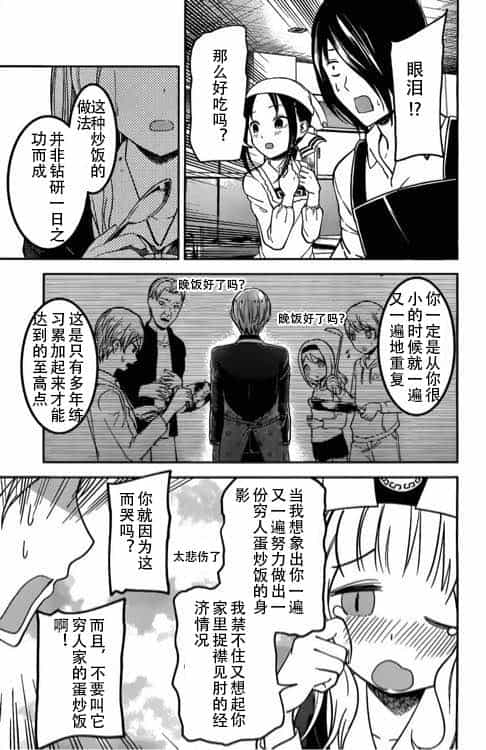 眼泪
!?
那么好吃吗?
这种炒饭的
做法
并非钻研一日之
功而成
你一定是从你很
小的时候就一遍
又一遍地重复
晚饭好了吗?
晚饭好了吗?
这是只有多年练
习累加起来才能
达到的至高点
当我想象出你一遍
又一遍努力做出一
份穷人蛋炒饭的身
影
我禁不住又想起你
家里捉襟见肘的经
济情况
太悲伤了
你就因为这
而哭吗?
而且，不要叫它
穷人家的蛋炒饭
啊!